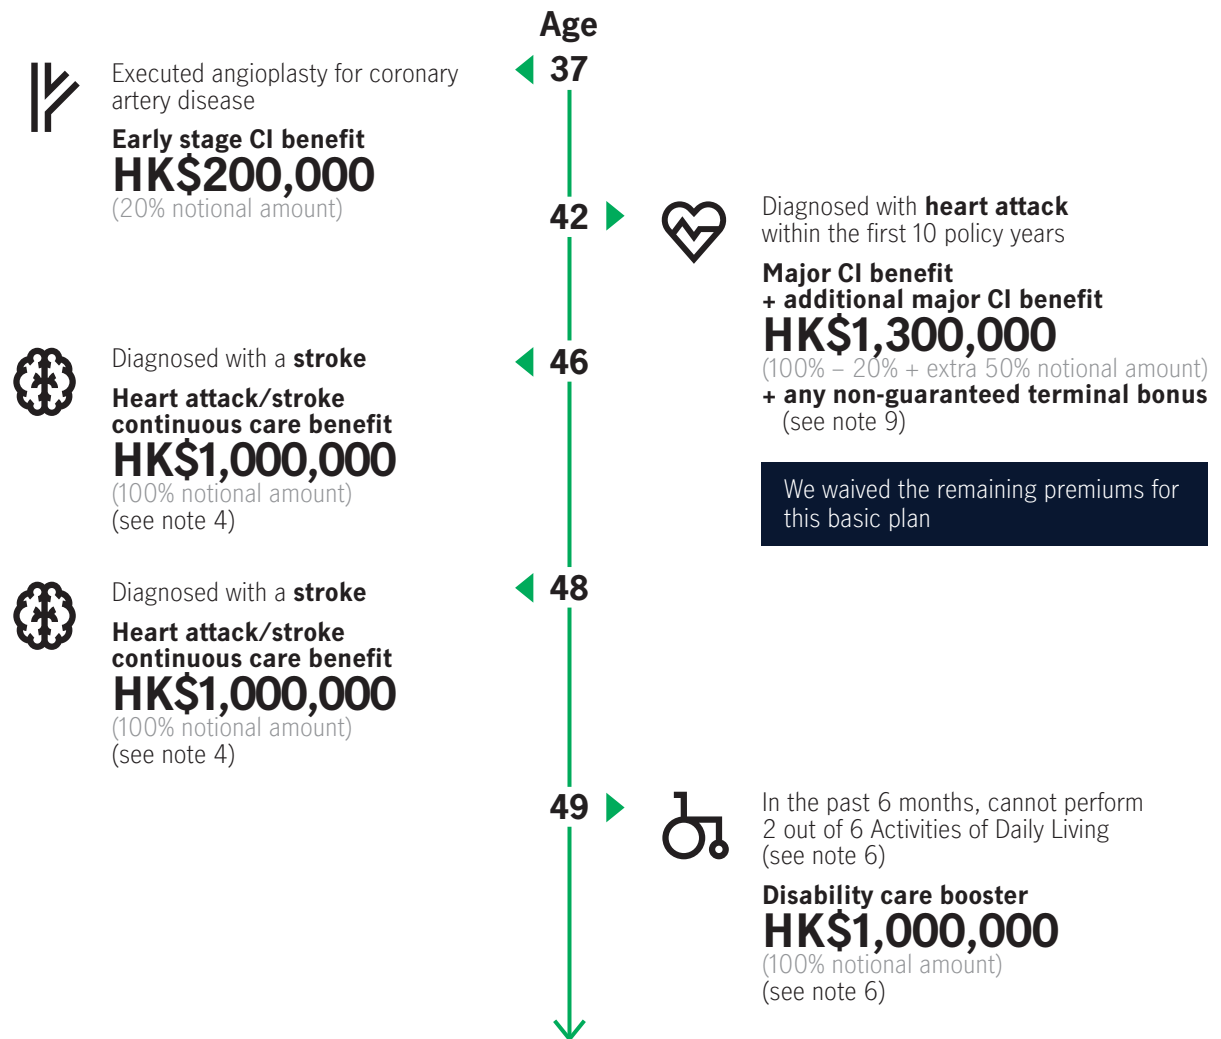 Age
37
Executed angioplasty for coronary
artery disease
Early stage CI benefit
HK$200,000
(20% notional amount)
42
Diagnosed with heart attack
within the first 10 policy years
Major CI benefit
+ additional major CI benefit
HK$1,300,000
(100% – 20% + extra 50% notional amount)
+ any non-guaranteed terminal bonus
(see note 9)
We waived the remaining premiums for
this basic plan
46
Diagnosed with a stroke
Heart attack/stroke
continuous care benefit
HK$1,000,000
(100% notional amount)
(see note 4)
48
Diagnosed with a stroke
Heart attack/stroke
continuous care benefit
HK$1,000,000
(100% notional amount)
(see note 4)
49
In the past 6 months, cannot perform
2 out of 6 Activities of Daily Living
(see note 6)
Disability care booster
HK$1,000,000
(100% notional amount)
(see note 6)